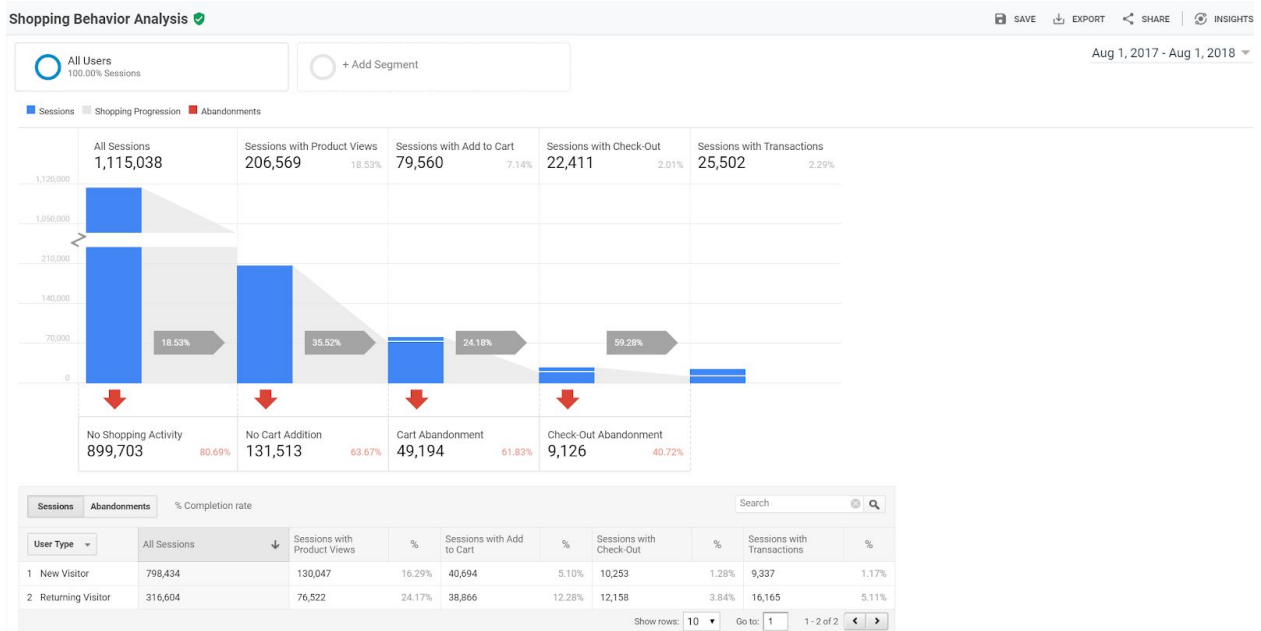 Shopping Behavior Analysis
SAVE EXPORT SHARE INSIGHTS
All Users
100.00% Sessions
+ Add Segment
Aug 1, 2017 - Aug 1, 2018
Sessions Shopping Progression Abandonments
All Sessions Sessions with Product Views Sessions with Add to Cart Sessions with Check-Out Sessions with Transactions
1,115,038 206,569 18.53% 79,560 7.14% 22,411 2.01% 25,502 2.29%
1,120,000
1,050,000
210,000
140,000
70,000
18.53% 35.52% 24.18% 59.28%
0
No Shopping Activity No Cart Addition Cart Abandonment Check-Out Abandonment
899,703 80.69% 131,513 63.67% 49,194 61.83% 9,126 40.72%
Sessions Abandonments % Completion rate Search
User Type All Sessions Sessions with Product Views % Sessions with Add to Cart % Sessions with Check-Out % Sessions with Transactions %
1 New Visitor 798,434 130,047 16.29% 40,694 5.10% 10,253 1.28% 9,337 1.17%
2 Returning Visitor 316,604 76,522 24.17% 38,866 12.28% 12,158 3.84% 16,165 5.11%
Show rows: 10 Go to: 1 1 - 2 of 2